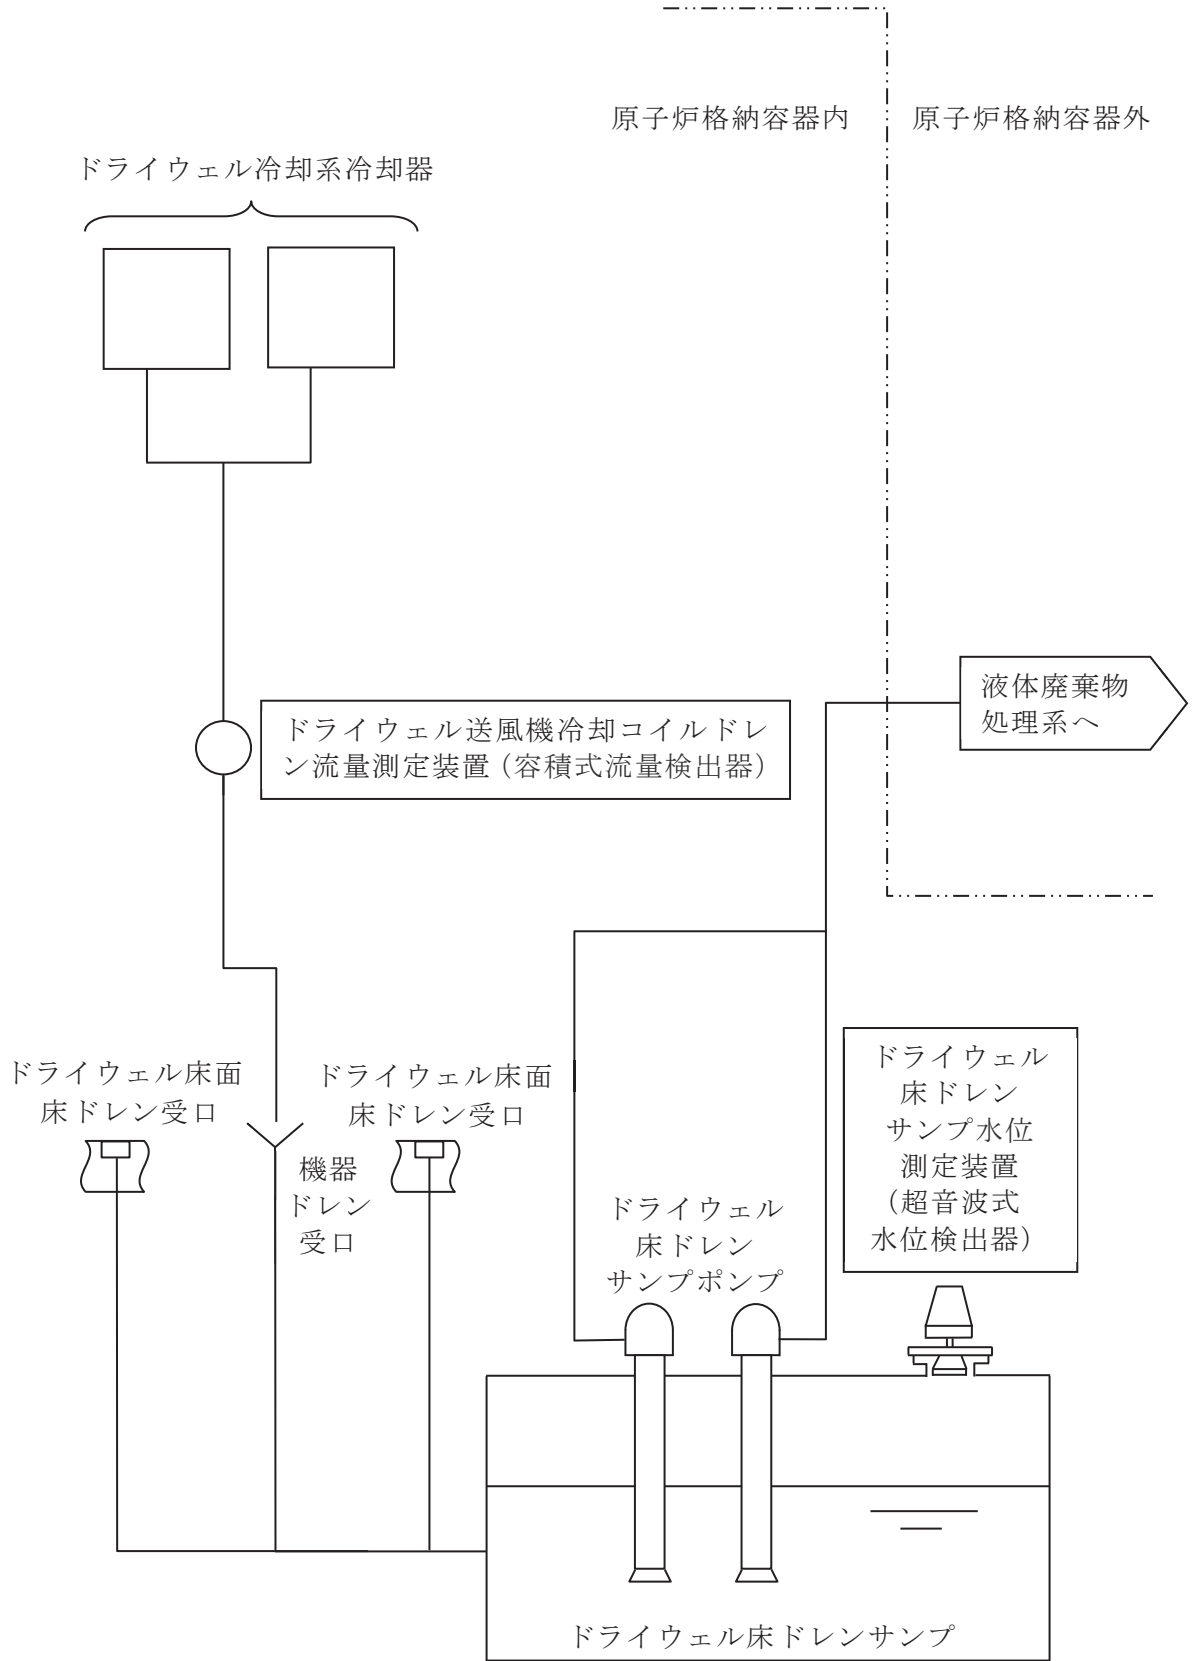 原子炉格納容器内
原子炉格納容器外
ドライウェル冷却系冷却器
液体廃棄物
処理系へ
ドライウェル送風機冷却コイルドレ
ン流量測定装置（容積式流量検出器）
ドライウェル床面
床ドレン受口
ドライウェル床面
床ドレン受口
機器
ドレン
受口
ドライウェル
床ドレン
サンプ水位
測定装置
（超音波式
水位検出器）
ドライウェル
床ドレン
サンプポンプ
ドライウェル床ドレンサンプ